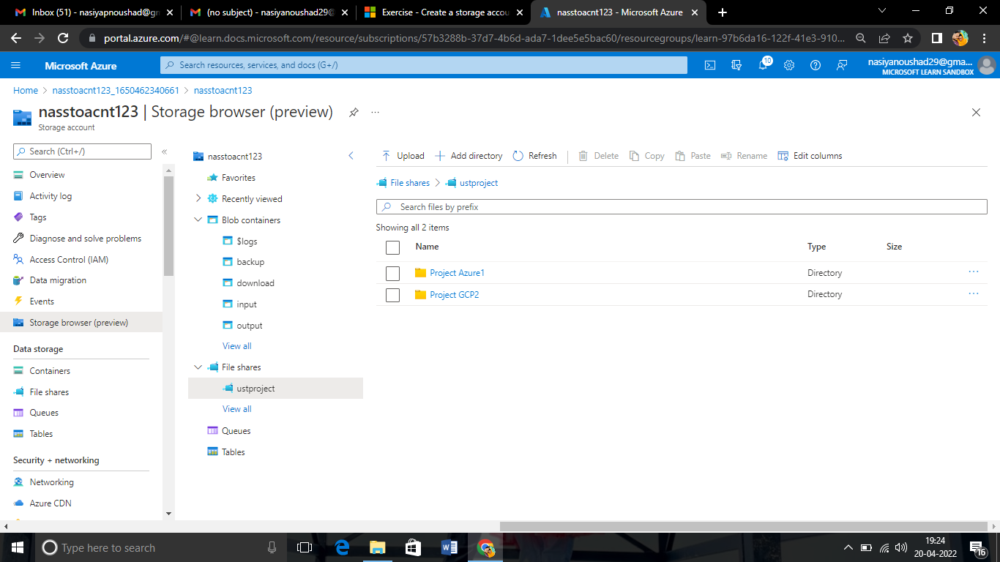 Inbox (51) - nasiyapnoushad@gn
(no subject) - nasiyanoushad29@
Exercise - Create a storage accou
nasstoacnt123 - Microsoft Azure
portal.azure.com/#@learn.docs.microsoft.com/resource/subscriptions/57b3288b-37d7-4b6d-ada7-1dee5e5bac60/resourcegroups/learn-97b6da16-122f-41e3-910...
Microsoft Azure
Search resources, services, and docs (G+/)
10
nasiyanoushad29@gma...
MICROSOFT LEARN SANDBOX
Home > nasstoacnt123_1650462340661 > nasstoacnt123
nasstoacnt123 | Storage browser (preview)
...
Storage account
Search (Ctrl+/)
Overview
Activity log
Tags
Diagnose and solve problems
Access Control (IAM)
Data migration
Events
Storage browser (preview)
Data storage
Containers
File shares
Queues
Tables
Security + networking
Networking
Azure CDN
nasstoacnt123
Favorites
Recently viewed
Blob containers
$logs
backup
download
input
output
View all
File shares
ustproject
View all
Queues
Tables
Upload Add directory Refresh Delete Copy Paste Rename Edit columns
File shares > ustproject
Search files by prefix
Showing all 2 items
Name Type Size
Project Azure1 Directory ...
Project GCP2 Directory ...
Type here to search
19:24
20-04-2022
16